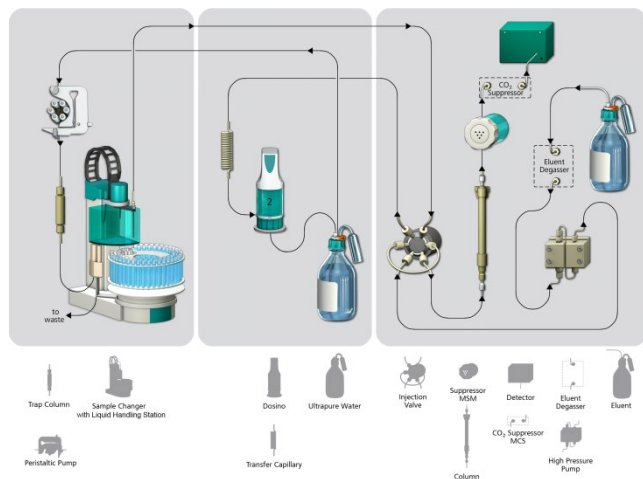 CO₂
Suppressor
Eluent
Degasser
2
to
waste
Trap Column
Sample Changer
with Liquid Handling Station
Peristaltic Pump
Dosino
Ultrapure Water
Transfer Capillary
Injection
Valve
Suppressor
MSM
Detector
Eluent
Degasser
Eluent
CO₂ Suppressor
MCS
High Pressure
Pump
Column